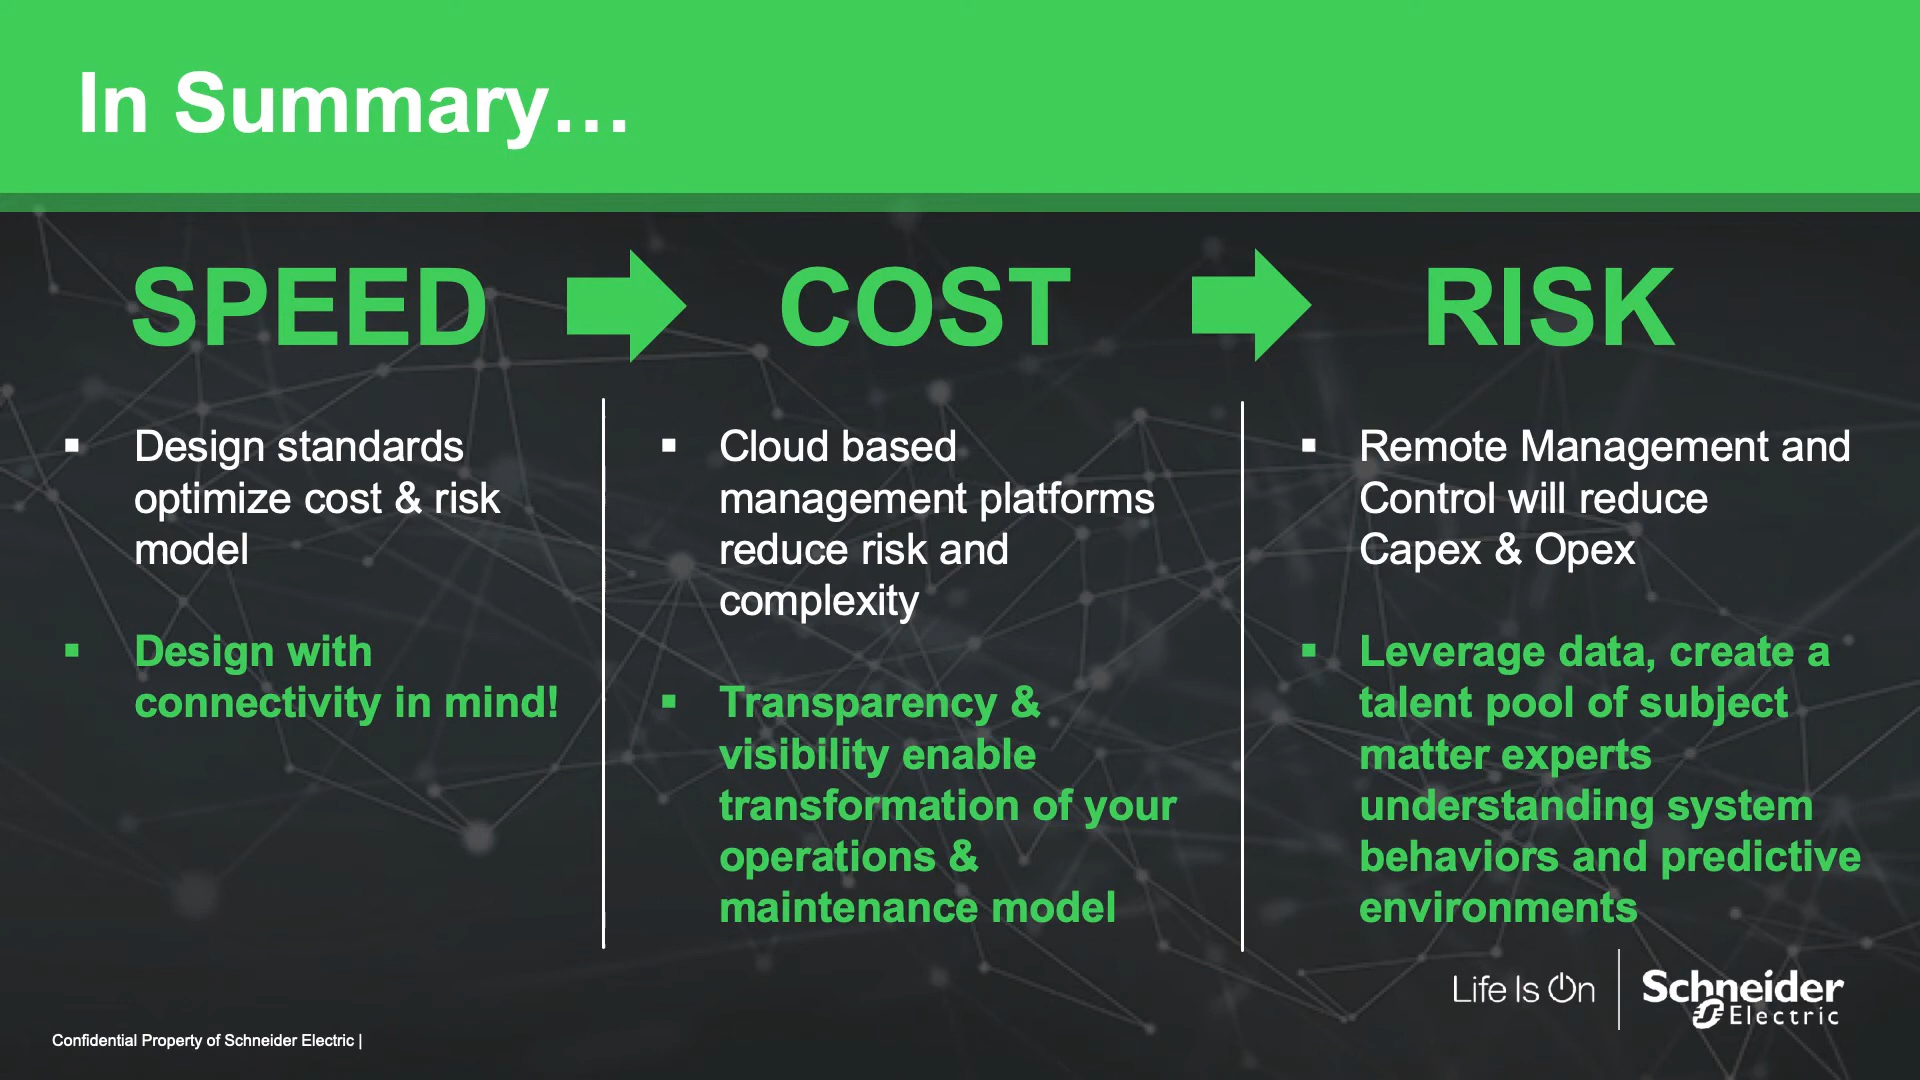 In Summary…
SPEED
COST
RISK
▪ Design standards
optimize cost & risk
model
▪ Design with
connectivity in mind!
▪ Cloud based
management platforms
reduce risk and
complexity
▪ Transparency &
visibility enable
transformation of your
operations &
maintenance model
▪ Remote Management and
Control will reduce
Capex & Opex
▪ Leverage data, create a
talent pool of subject
matter experts
understanding system
behaviors and predictive
environments
Life Is On
Schneider
Electric
Confidential Property of Schneider Electric |